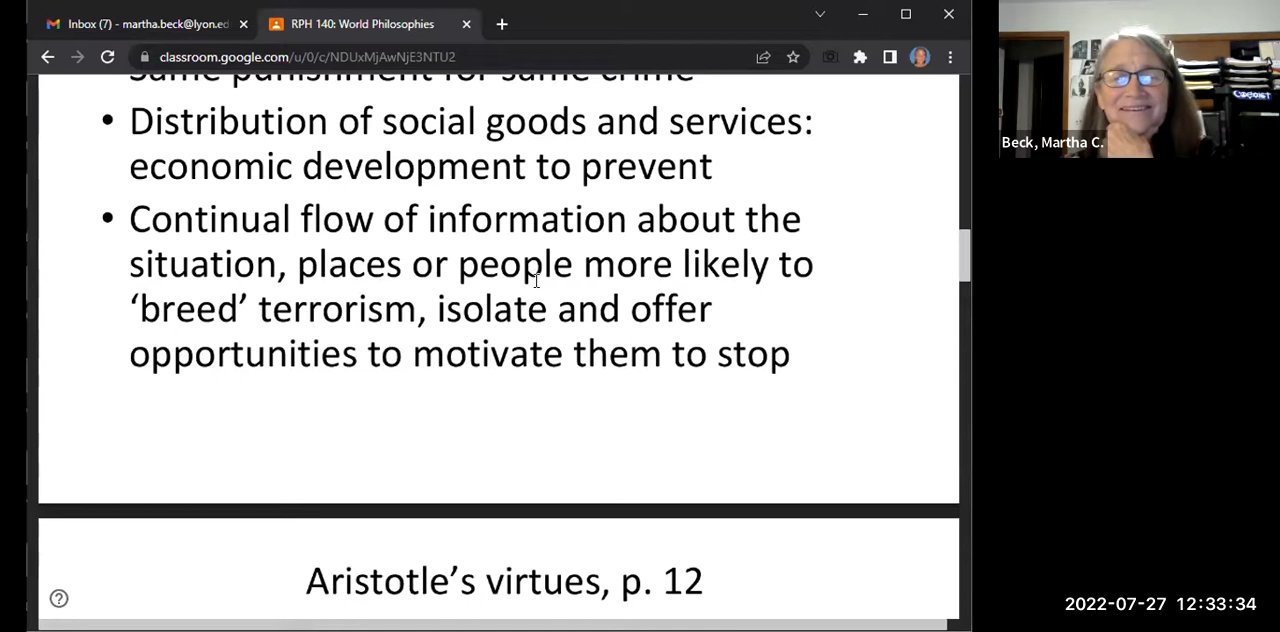 Inbox (7) - martha.beck@lyon.ed
RPH 140: World Philosophies
classroom.google.com/u/0/c/NDUxMjAwNjE3NTU2
Same punishment for same crime
• Distribution of social goods and services:
economic development to prevent
• Continual flow of information about the
situation, places or people more likely to
‘breed’ terrorism, isolate and offer
opportunities to motivate them to stop
Aristotle’s virtues, p. 12
Beck, Martha C.
2022-07-27 12:33:34